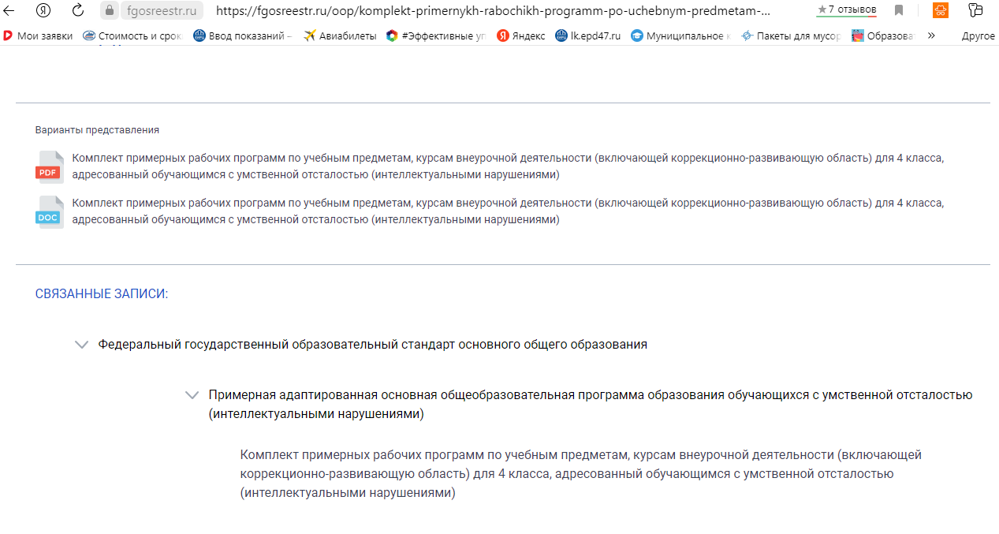 Я fgosreestr.ru https://fgosreestr.ru/oop/komplekt-primernykh-rabochikh-programm-po-uchebnym-predmetam-... ★ 7 отзывов
Мои заявки Стоимость и сроки Ввод показаний – Авиабилеты #Эффективные уп Яндекс lk.epd47.ru Муниципальное к Пакеты для мусор Образова » Другое
Варианты представления
PDF Комплект примерных рабочих программ по учебным предметам, курсам внеурочной деятельности (включающей коррекционно-развивающую область) для 4 класса,
адресованный обучающимся с умственной отсталостью (интеллектуальными нарушениями)
DOC Комплект примерных рабочих программ по учебным предметам, курсам внеурочной деятельности (включающей коррекционно-развивающую область) для 4 класса,
адресованный обучающимся с умственной отсталостью (интеллектуальными нарушениями)
СВЯЗАННЫЕ ЗАПИСИ:
Федеральный государственный образовательный стандарт основного общего образования
Примерная адаптированная основная общеобразовательная программа образования обучающихся с умственной отсталостью
(интеллектуальными нарушениями)
Комплект примерных рабочих программ по учебным предметам, курсам внеурочной деятельности (включающей
коррекционно-развивающую область) для 4 класса, адресованный обучающимся с умственной отсталостью
(интеллектуальными нарушениями)